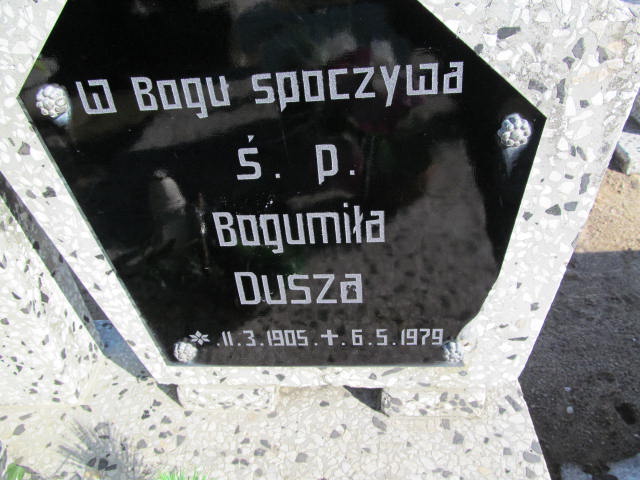 W Bogu spoczywa
Ś. P.
Bogumiła
Dusza
*.11.3.1905.+6.5.1979